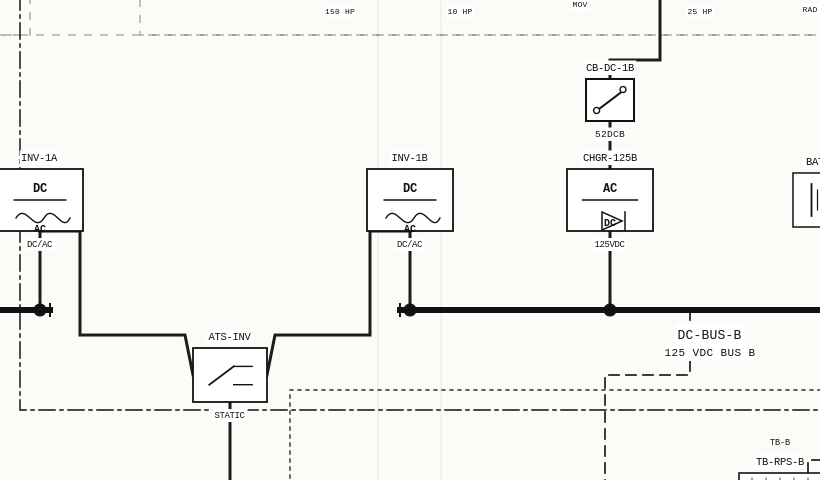 150 HP
10 HP
MOV
25 HP
RAD
CB-DC-1B
52DCB
INV-1A
DC
AC
DC/AC
INV-1B
DC
AC
DC/AC
CHGR-125B
AC
DC
125VDC
BAT
ATS-INV
STATIC
DC-BUS-B
125 VDC BUS B
TB-B
TB-RPS-B